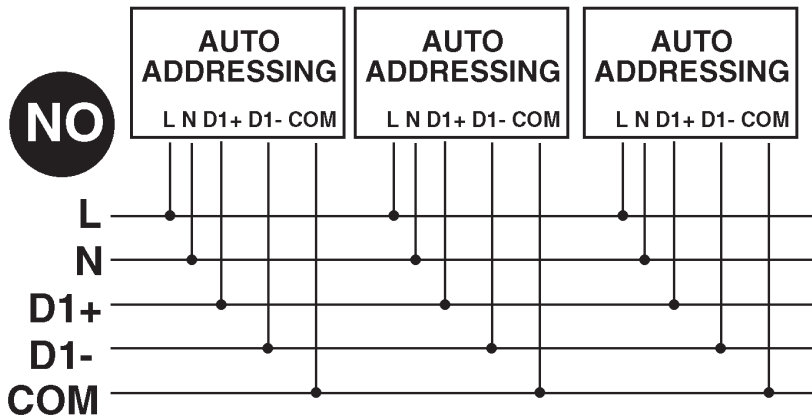 AUTO
ADDRESSING
L N D1+ D1- COM
AUTO
ADDRESSING
L N D1+ D1- COM
AUTO
ADDRESSING
L N D1+ D1- COM
NO
L
N
D1+
D1-
COM